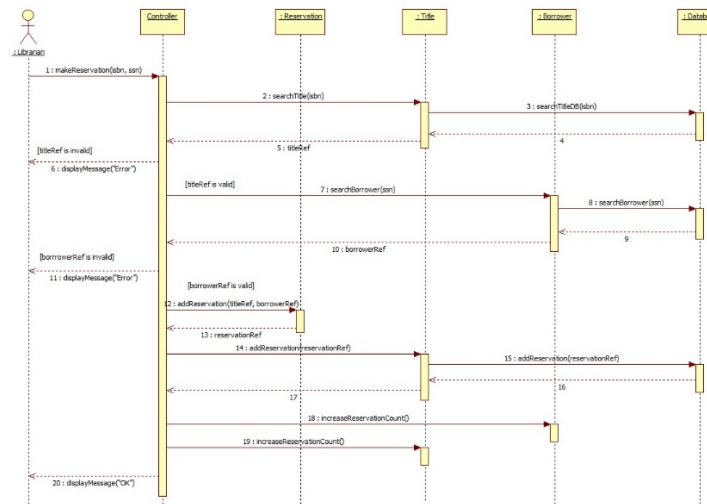 Controller
: Reservation
: Title
: Borrower
: Datab
: Librarian
1 : makeReservation(isbn, ssn)
2 : searchTitle(isbn)
3 : searchTitleDB(isbn)
4
5 : titleRef
[titleRef is invalid]
6 : displayMessage("Error")
[titleRef is valid]
7 : searchBorrower(ssn)
8 : searchBorrower(ssn)
9
10 : borrowerRef
[borrrowerRef is invalid]
11 : displayMessage("Error")
[borrowerRef is valid]
12 : addReservation(titleRef, borrowerRef)
13 : reservationRef
14 : addReservation(reservationRef)
15 : addReservation(reservationRef)
16
17
18 : increaseReservationCount()
19 : increaseReservationCount()
20 : displayMessage("OK")